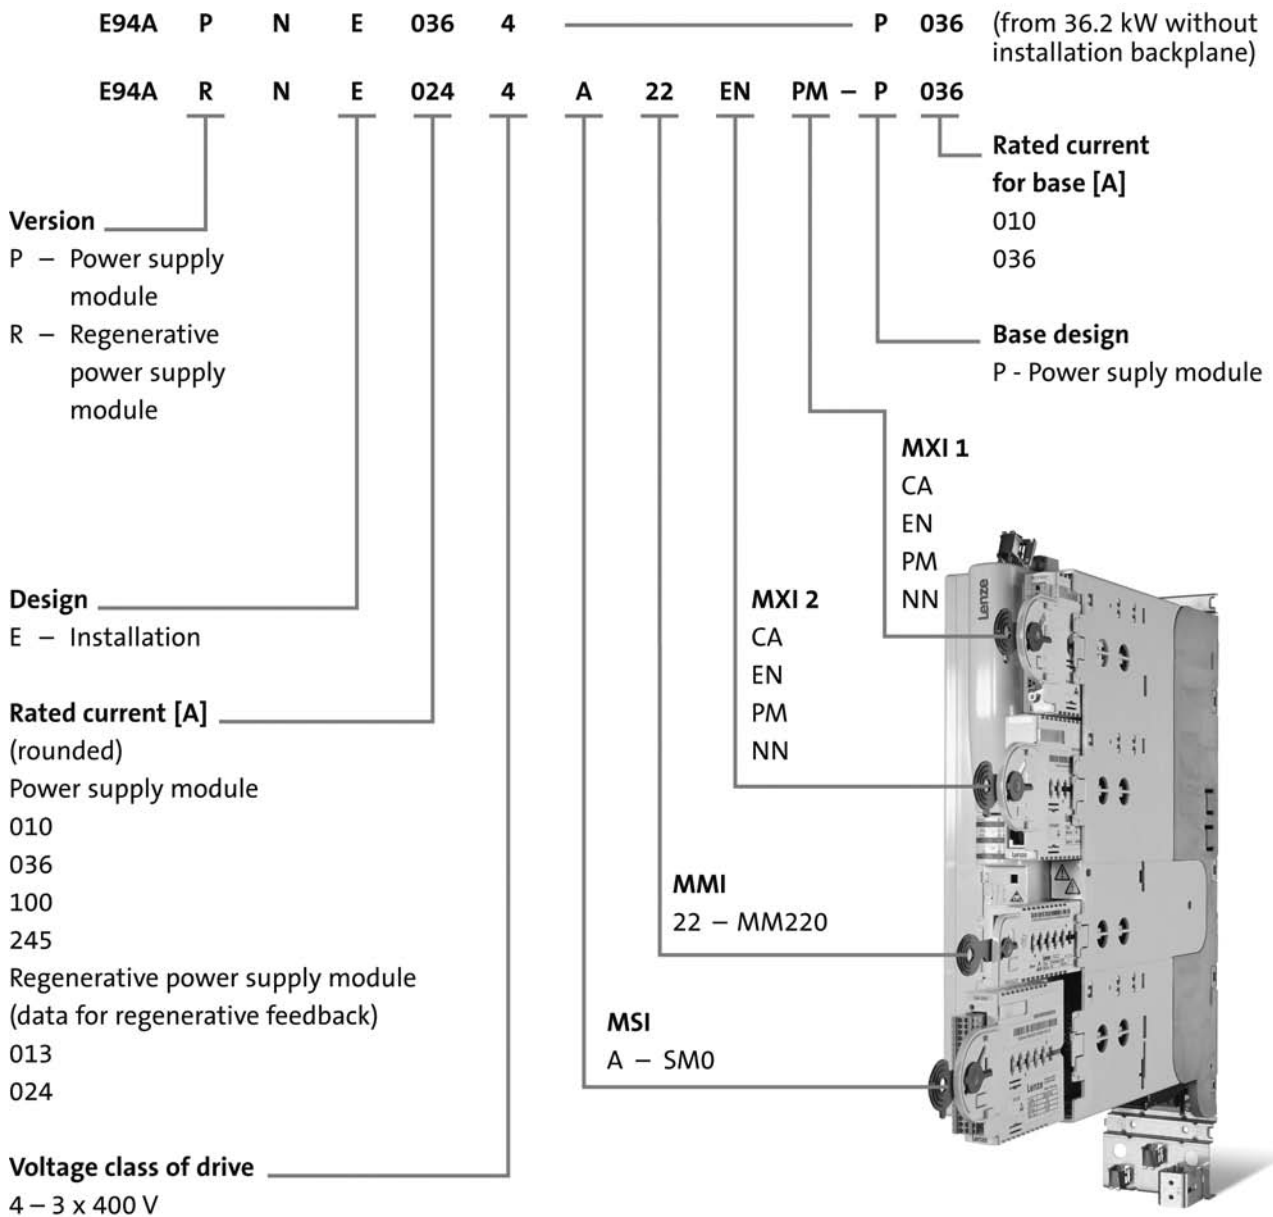 E94A P N E 036 4 P 036 (from 36.2 kW without
installation backplane)
E94A R N E 024 4 A 22 EN PM – P 036
Rated current
for base [A]
010
036
Version
P – Power supply
module
R – Regenerative
power supply
module
Base design
P - Power suply module
MXI 1
CA
EN
PM
NN
Design
E – Installation
MXI 2
CA
EN
PM
NN
Rated current [A]
(rounded)
Power supply module
010
036
100
245
Regenerative power supply module
(data for regenerative feedback)
013
024
MMI
22 – MM220
MSI
A – SM0
Voltage class of drive
4 – 3 x 400 V
Lenze
Lenze
Lenze